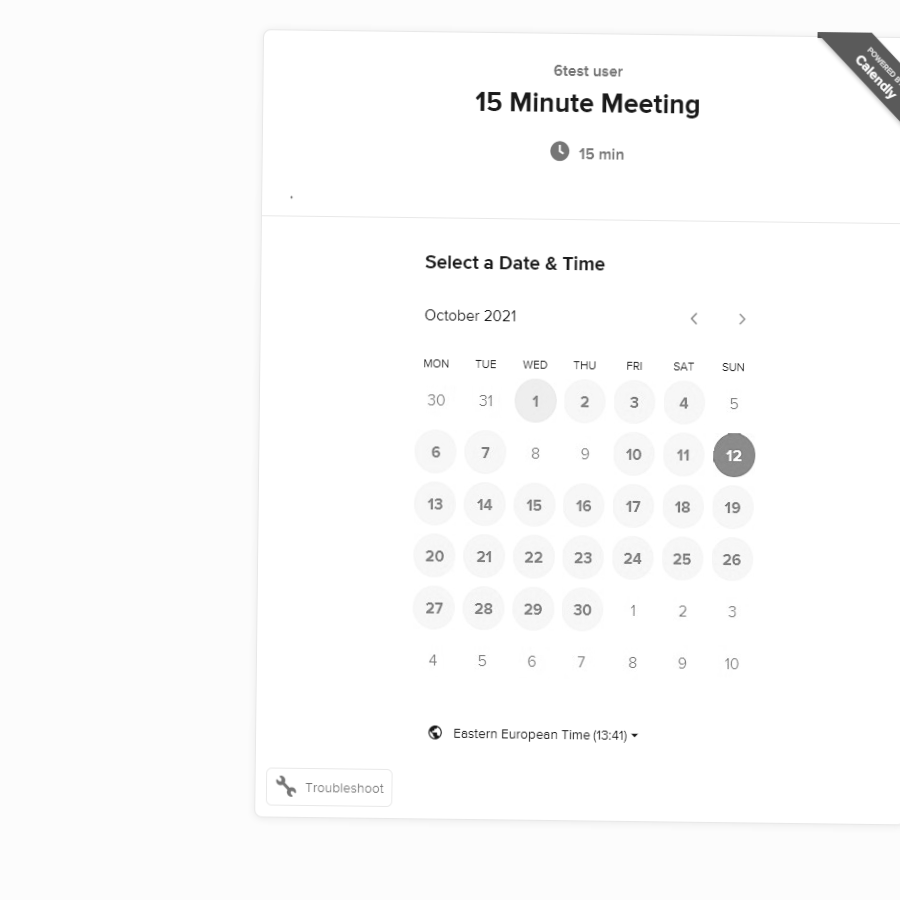 6test user
15 Minute Meeting
15 min
POWERED BY
Calendly
Select a Date & Time
October 2021
MON TUE WED THU FRI SAT SUN
30 31 1 2 3 4 5
6 7 8 9 10 11 12
13 14 15 16 17 18 19
20 21 22 23 24 25 26
27 28 29 30 1 2 3
4 5 6 7 8 9 10
Eastern European Time (13:41)
Troubleshoot